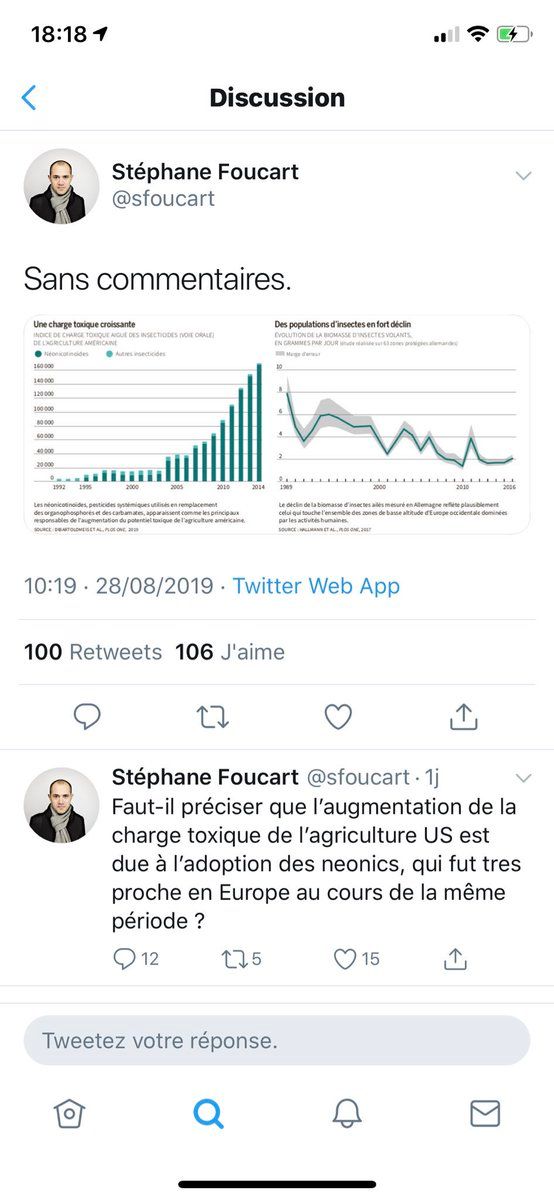 18:18
Discussion
Stéphane Foucart
@sfoucart
Sans commentaires.
Une charge toxique croissante
INDICE DE CHARGE TOXIQUE AIGUË DES INSECTICIDES (VOIE ORALE)
DE L'AGRICULTURE AMÉRICAINE
Néonicotinoïdes Autres insecticides
160 000
140 000
120 000
100 000
80 000
60 000
40 000
20 000
0
1992 1995 2000 2005 2010 2014
Les néonicotinoïdes, pesticides systémiques utilisés en remplacement
des organophosphorés et des carbamates, apparaissent comme les principaux
responsables de l'augmentation du potentiel toxique de l'agriculture américaine.
SOURCE : DIBARTOLOMEIS ET AL., PLOS ONE, 2019
Des populations d'insectes en fort déclin
ÉVOLUTION DE LA BIOMASSE D'INSECTES VOLANTS,
EN GRAMMES PAR JOUR (étude réalisée sur 63 zones protégées allemandes)
Marge d'erreur
10
8
6
4
2
0
1989 2000 2010 2016
Le déclin de la biomasse d'insectes ailés mesuré en Allemagne reflète plausiblement
celui qui touche l'ensemble des zones de basse altitude d'Europe occidentale dominées
par les activités humaines.
SOURCE : HALLMANN ET AL., PLOS ONE, 2017
10:19 · 28/08/2019 · Twitter Web App
100 Retweets 106 J'aime
Stéphane Foucart @sfoucart · 1j
Faut-il préciser que l'augmentation de la
charge toxique de l'agriculture US est
due à l'adoption des neonics, qui fut tres
proche en Europe au cours de la même
période ?
12 5 15
Tweetez votre réponse.